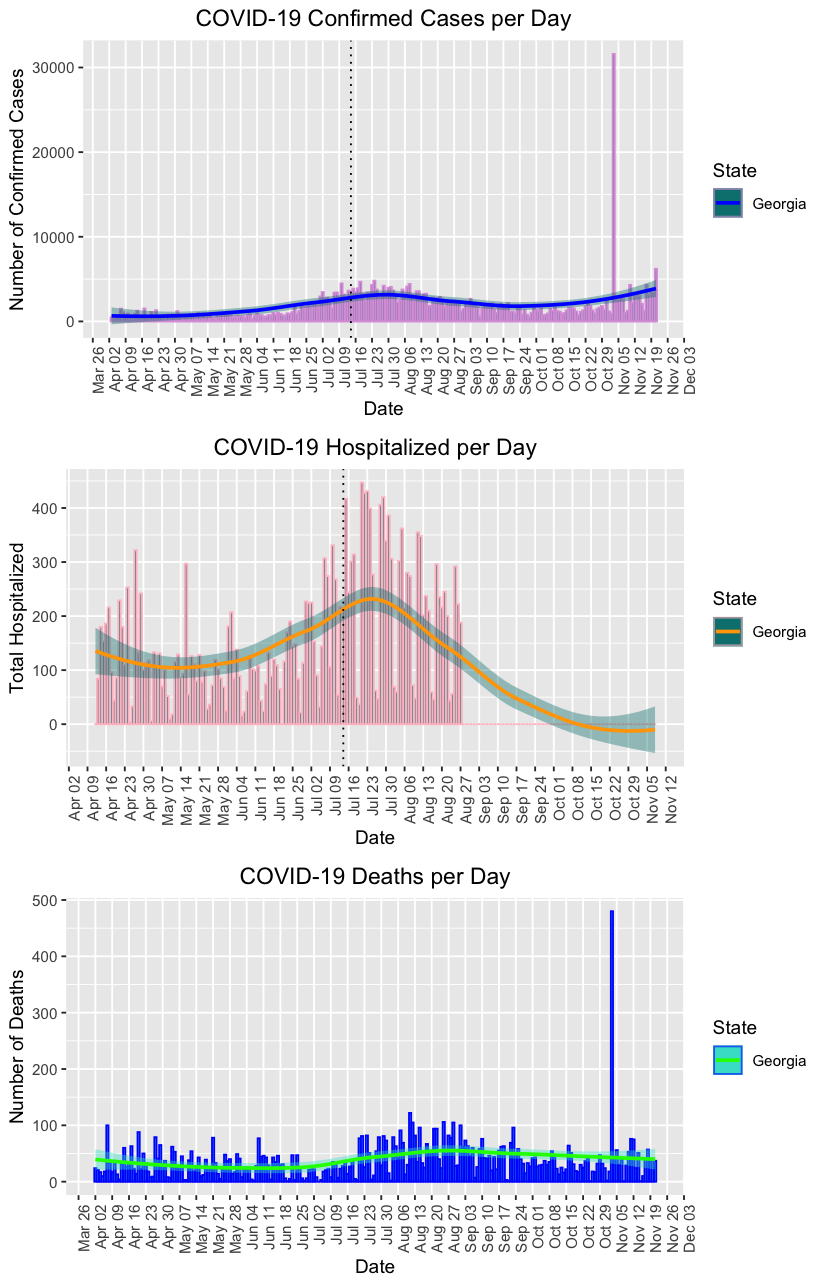 COVID-19 Confirmed Cases per Day
Number of Confirmed Cases
30000
20000
10000
0
Mar 26
Apr 02
Apr 09
Apr 16
Apr 23
Apr 30
May 07
May 14
May 21
May 28
Jun 04
Jun 11
Jun 18
Jun 25
Jul 02
Jul 09
Jul 16
Jul 23
Jul 30
Aug 06
Aug 13
Aug 20
Aug 27
Sep 03
Sep 10
Sep 17
Sep 24
Oct 01
Oct 08
Oct 15
Oct 22
Oct 29
Nov 05
Nov 12
Nov 19
Nov 26
Dec 03
Date
State
Georgia
COVID-19 Hospitalized per Day
Total Hospitalized
400
300
200
100
0
Apr 02
Apr 09
Apr 16
Apr 23
Apr 30
May 07
May 14
May 21
May 28
Jun 04
Jun 11
Jun 18
Jun 25
Jul 02
Jul 09
Jul 16
Jul 23
Jul 30
Aug 06
Aug 13
Aug 20
Aug 27
Sep 03
Sep 10
Sep 17
Sep 24
Oct 01
Oct 08
Oct 15
Oct 22
Oct 29
Nov 05
Nov 12
Date
State
Georgia
COVID-19 Deaths per Day
Number of Deaths
500
400
300
200
100
0
Mar 26
Apr 02
Apr 09
Apr 16
Apr 23
Apr 30
May 07
May 14
May 21
May 28
Jun 04
Jun 11
Jun 18
Jun 25
Jul 02
Jul 09
Jul 16
Jul 23
Jul 30
Aug 06
Aug 13
Aug 20
Aug 27
Sep 03
Sep 10
Sep 17
Sep 24
Oct 01
Oct 08
Oct 15
Oct 22
Oct 29
Nov 05
Nov 12
Nov 19
Nov 26
Dec 03
Date
State
Georgia